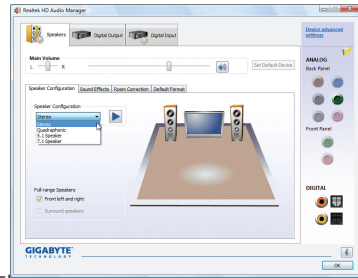 Realtek HD Audio Manager
Speakers
Digital Output
Digital Input
Device advanced
settings
Main Volume
L
R
Set Default Device
ANALOG
Back Panel
Speaker Configuration
Sound Effects
Room Correction
Default Format
Speaker Configuration
Stereo
Stereo
Quadraphonic
5.1 Speaker
7.1 Speaker
Front Panel
Full-range Speakers
Front left and right
Surround speakers
DIGITAL
GIGABYTE
TECHNOLOGY
i
OK